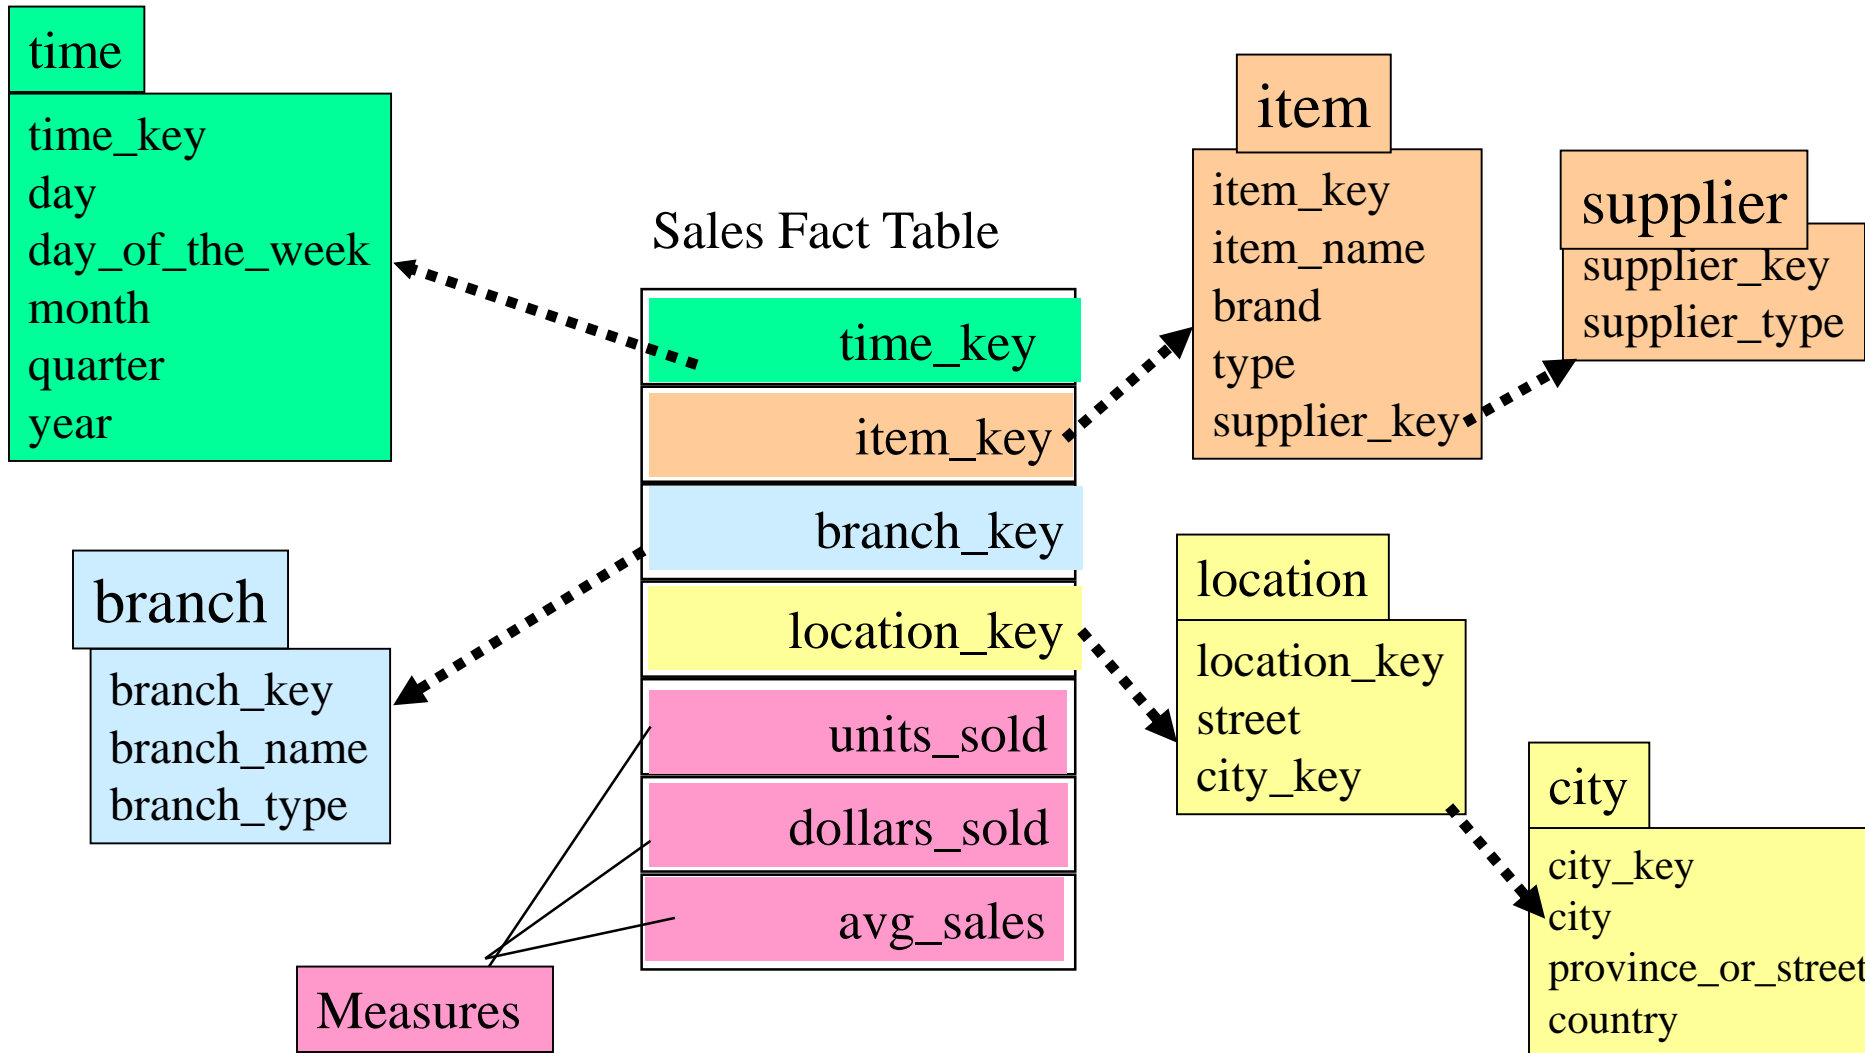 time
time_key
day
day_of_the_week
month
quarter
year
branch
branch_key
branch_name
branch_type
Sales Fact Table
time_key
item_key
branch_key
location_key
units_sold
dollars_sold
avg_sales
Measures
item
item_key
item_name
brand
type
supplier_key
supplier
supplier_key
supplier_type
location
location_key
street
city_key
city
city_key
city
province_or_street
country